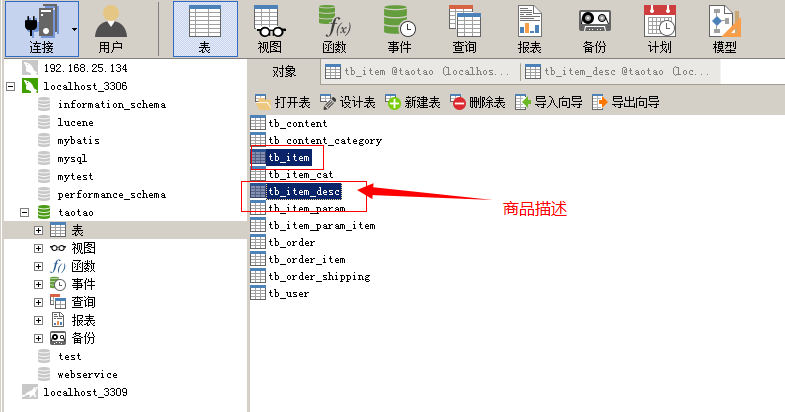 连接 用户 表 视图 函数 事件 查询 报表 备份 计划 模型
192.168.25.134
localhost_3306
information_schema
lucene
mybatis
mysql
mytest
performance_schema
taotao
表
视图
函数
事件
查询
报表
备份
test
webservice
localhost_3309
对象 tb_item @taotao (localhos... tb_item_desc @taotao (loc...
打开表 设计表 新建表 删除表 导入向导 导出向导
tb_content
tb_content_category
tb_item
tb_item_cat
tb_item_desc
tb_item_param
tb_item_param_item
tb_order
tb_order_item
tb_order_shipping
tb_user
商品描述
f(x)
f()